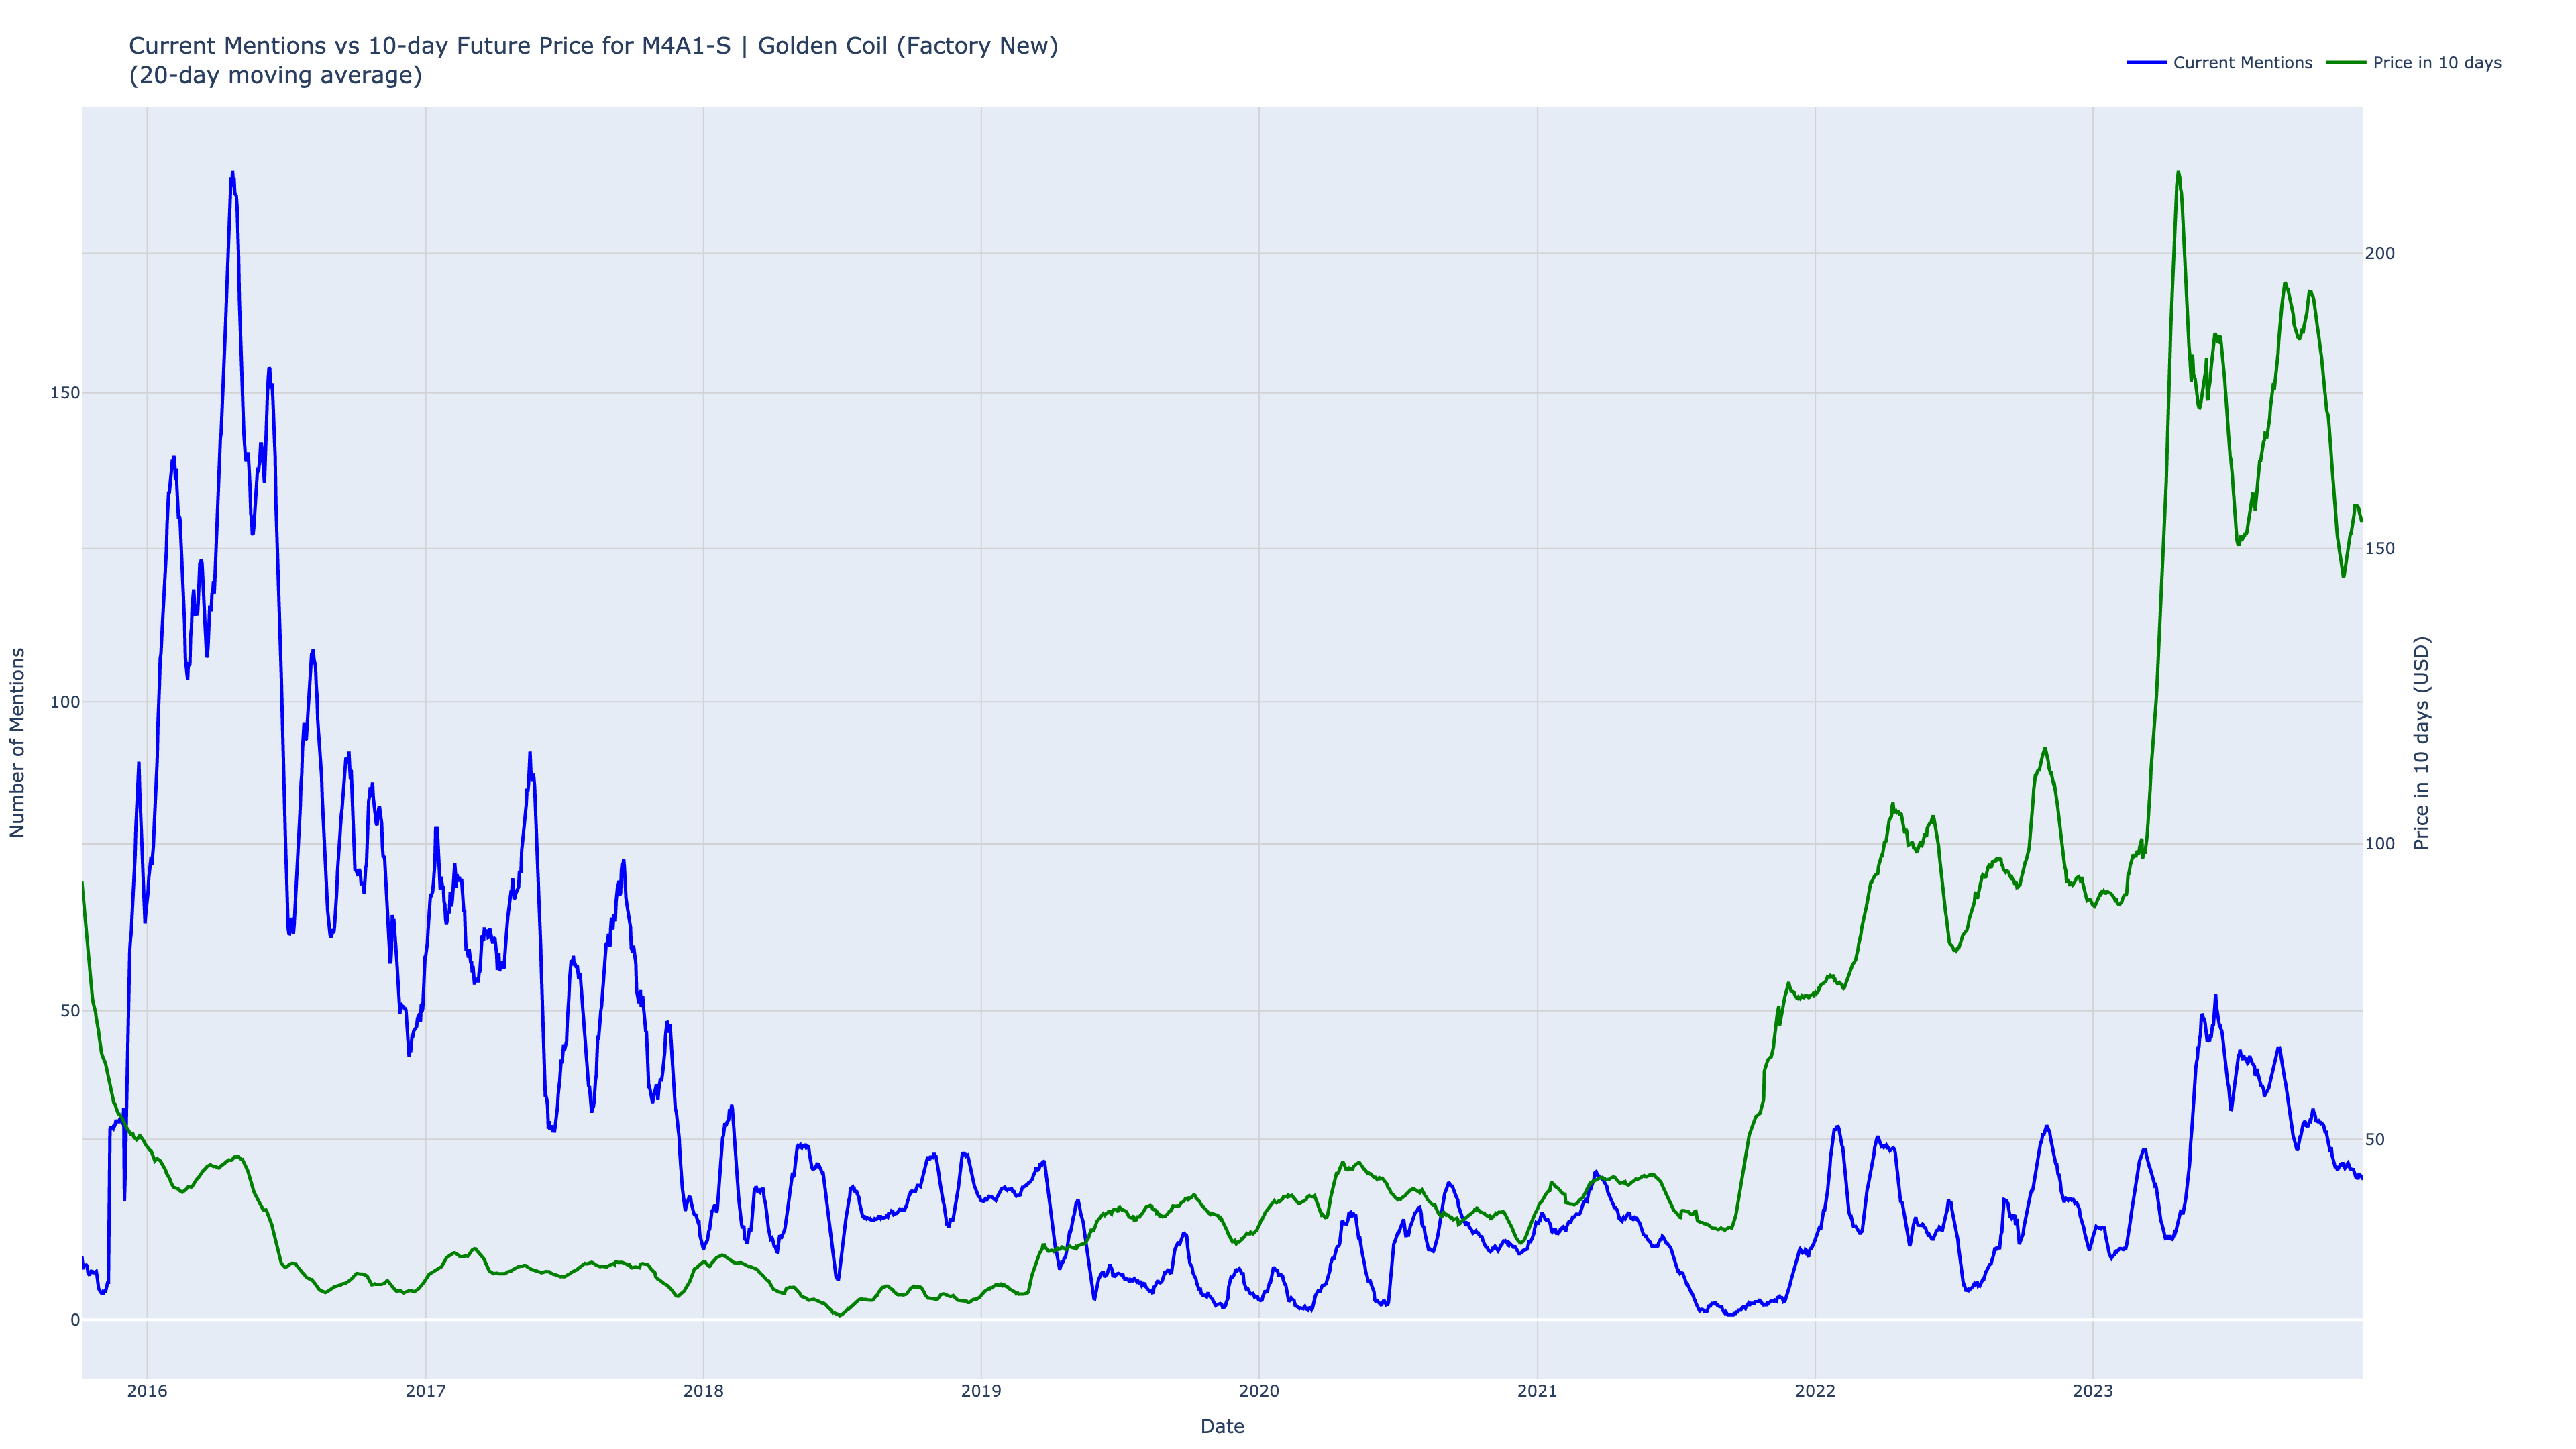 Current Mentions vs 10-day Future Price for M4A1-S | Golden Coil (Factory New)
(20-day moving average)
Current Mentions
Price in 10 days
Number of Mentions
150
100
50
0
200
150
100
50
Price in 10 days (USD)
2016 2017 2018 2019 2020 2021 2022 2023
Date